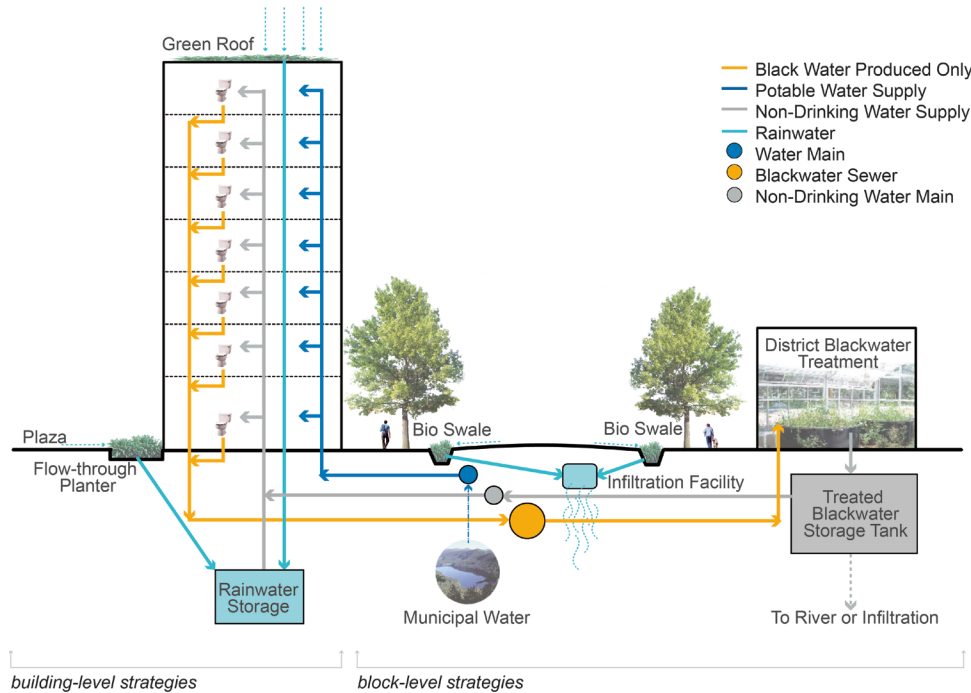 Green Roof
Black Water Produced Only
Potable Water Supply
Non-Drinking Water Supply
Rainwater
Water Main
Blackwater Sewer
Non-Drinking Water Main
District Blackwater
Treatment
Plaza
Bio Swale
Bio Swale
Flow-through
Planter
Infiltration Facility
Treated
Blackwater
Storage Tank
Rainwater
Storage
Municipal Water
To River or Infiltration
building-level strategies
block-level strategies